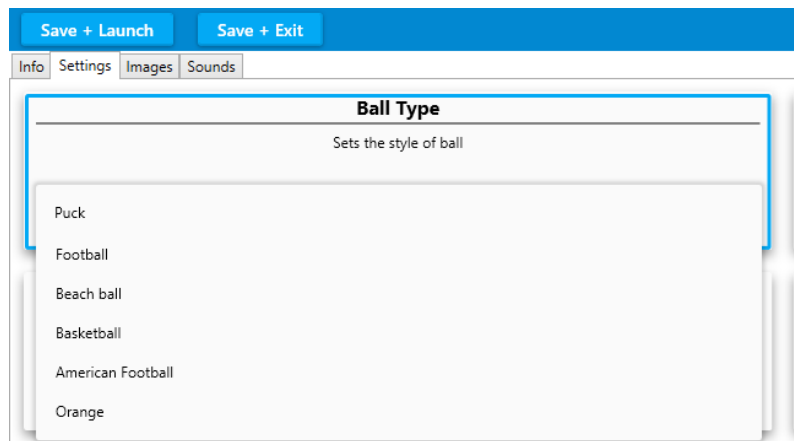 Save + Launch Save + Exit
Info Settings Images Sounds
Ball Type
Sets the style of ball
Puck
Football
Beach ball
Basketball
American Football
Orange